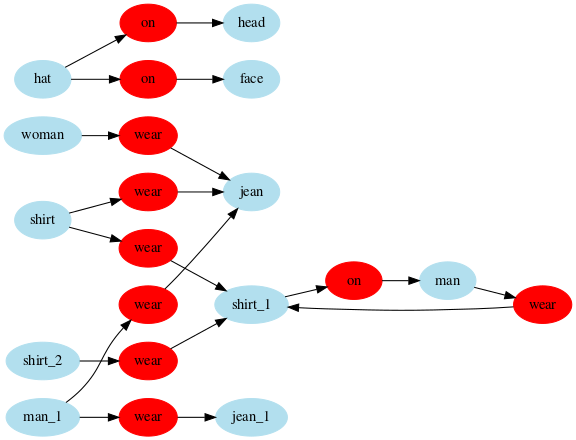 on
head
hat
on
face
woman
wear
wear
jean
shirt
wear
wear
shirt_1
on
man
wear
shirt_2
wear
man_1
wear
jean_1